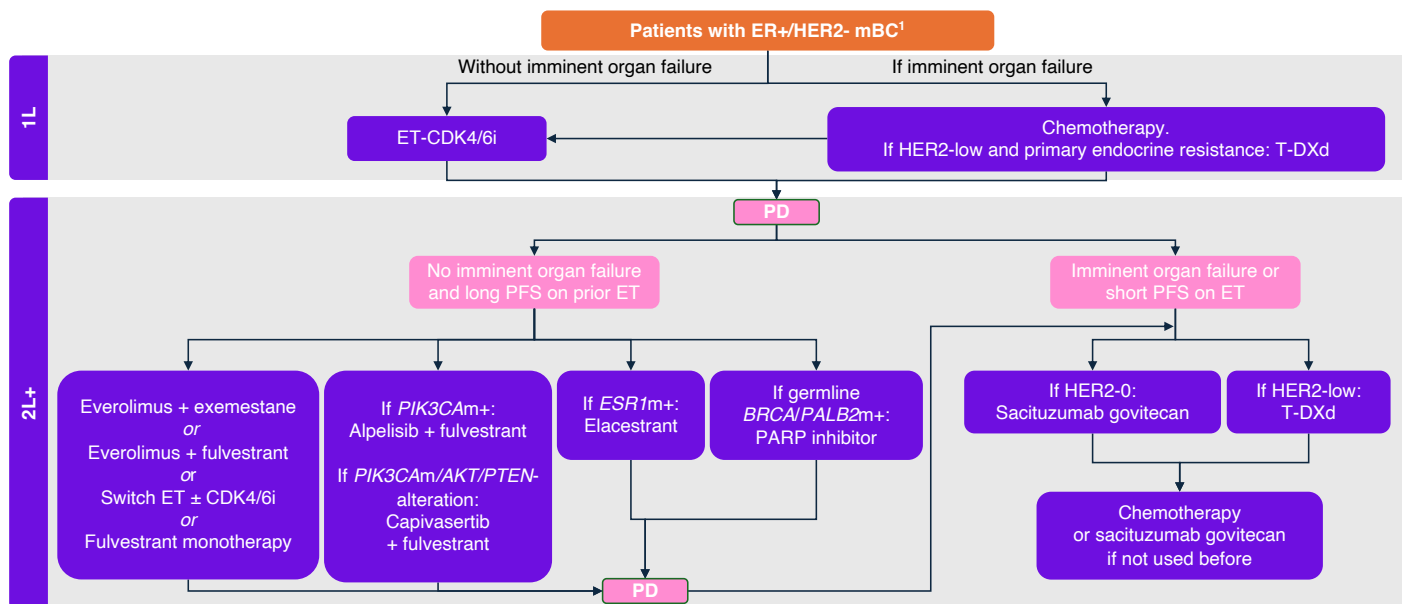 Patients with ER+/HER2- mBC¹
Without imminent organ failure
If imminent organ failure
1L
ET-CDK4/6i
Chemotherapy.
If HER2-low and primary endocrine resistance: T-DXd
PD
2L+
No imminent organ failure
and long PFS on prior ET
Imminent organ failure or
short PFS on ET
Everolimus + exemestane
or
Everolimus + fulvestrant
or
Switch ET ± CDK4/6i
or
Fulvestrant monotherapy
If PIK3CAm+:
Alpelisib + fulvestrant
If PIK3CAm/AKT/PTEN-
alteration:
Capivasertib
+ fulvestrant
If ESR1m+:
Elacestrant
If germline
BRCA/PALB2m+:
PARP inhibitor
If HER2-0:
Sacituzumab govitecan
If HER2-low:
T-DXd
Chemotherapy
or sacituzumab govitecan
if not used before
PD